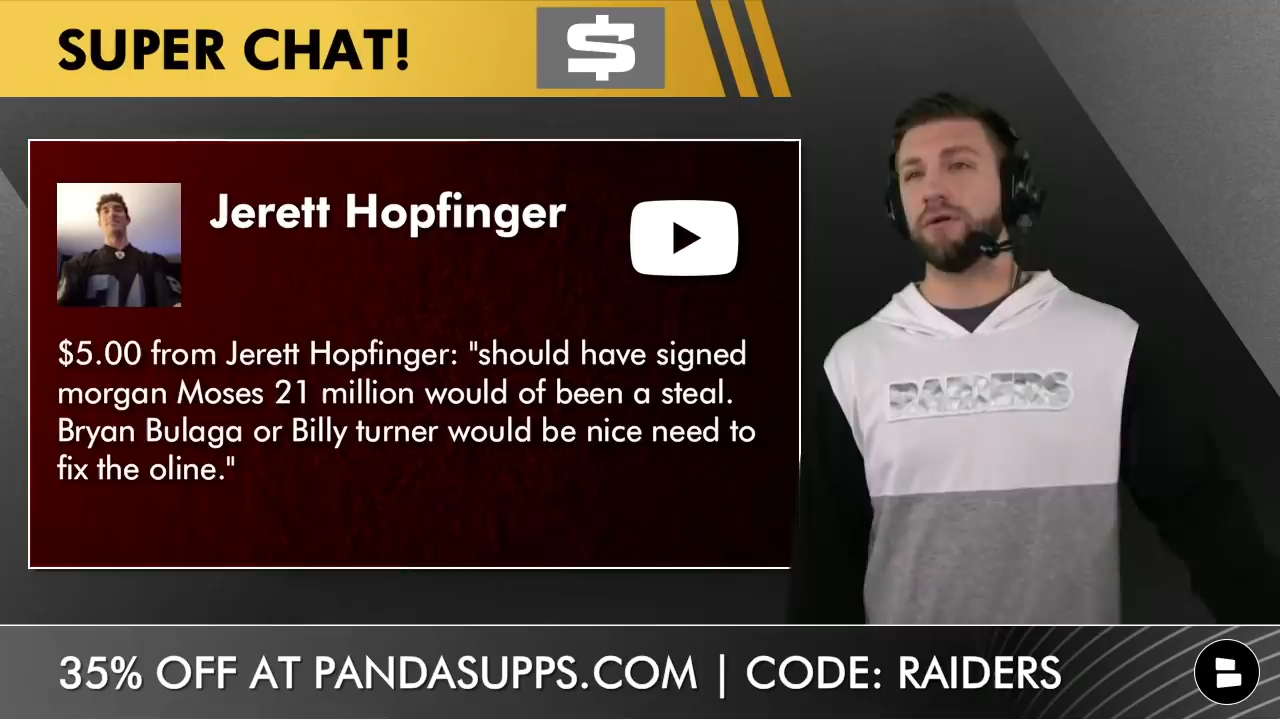 SUPER CHAT!
$
Jerett Hopfinger
$5.00 from Jerett Hopfinger: "should have signed
morgan Moses 21 million would of been a steal.
Bryan Bulaga or Billy turner would be nice need to
fix the oline."
RAIDERS
35% OFF AT PANDASUPPS.COM | CODE: RAIDERS